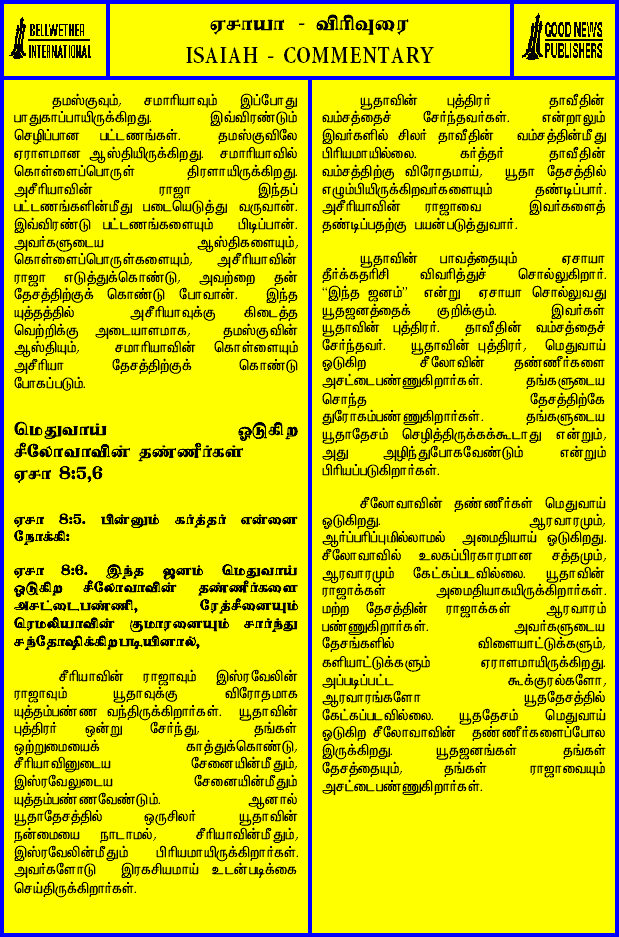 BELLWETHER
INTERNATIONAL
ஏசாயா - விரிவுரை
ISAIAH - COMMENTARY
GOOD NEWS
PUBLISHERS
தமஸ்குவும், சமாரியாவும் இப்போது
பாதுகாப்பாயிருக்கிறது. இவ்விரண்டும்
செழிப்பான பட்டணங்கள். தமஸ்குவிலே
ஏராளமான ஆஸ்தியிருக்கிறது. சமாரியாவில்
கொள்ளைப்பொருள் திரளாயிருக்கிறது.
அசீரியாவின் ராஜா இந்தப்
பட்டணங்களின்மீது படையெடுத்து வருவான்.
இவ்விரண்டு பட்டணங்களையும் பிடிப்பான்.
அவர்களுடைய ஆஸ்திகளையும்,
கொள்ளைப்பொருள்களையும், அசீரியாவின்
ராஜா எடுத்துக்கொண்டு, அவற்றை தன்
தேசத்திற்குக் கொண்டு போவான். இந்த
யுத்தத்தில் அசீரியாவுக்கு கிடைத்த
வெற்றிக்கு அடையாளமாக, தமஸ்குவின்
ஆஸ்தியும், சமாரியாவின் கொள்ளையும்
அசீரியா தேசத்திற்குக் கொண்டு
போகப்படும்.
மெதுவாய் ஓடுகிற
சீலோவாவின் தண்ணீர்கள்
ஏசா 8:5,6
ஏசா 8:5. பின்னும் கர்த்தர் என்னை
நோக்கி:
ஏசா 8:6. இந்த ஜனம் மெதுவாய்
ஓடுகிற சீலோவாவின் தண்ணீர்களை
அசட்டைபண்ணி, ரேத்சீனையும்
ரெமலியாவின் குமாரனையும் சார்ந்து
சந்தோஷிக்கிறபடியினால்,
சீரியாவின் ராஜாவும் இஸ்ரவேலின்
ராஜாவும் யூதாவுக்கு விரோதமாக
யுத்தம்பண்ண வந்திருக்கிறார்கள். யூதாவின்
புத்திரர் ஒன்று சேர்ந்து, தங்கள்
ஒற்றுமையைக் காத்துக்கொண்டு,
சீரியாவினுடைய சேனையின்மீதும்,
இஸ்ரவேலுடைய சேனையின்மீதும்
யுத்தம்பண்ணவேண்டும். ஆனால்
யூதாதேசத்தில் ஒருசிலர் யூதாவின்
நன்மையை நாடாமல், சீரியாவின்மீதும்,
இஸ்ரவேலின்மீதும் பிரியமாயிருக்கிறார்கள்.
அவர்களோடு இரகசியமாய் உடன்படிக்கை
செய்திருக்கிறார்கள்.
யூதாவின் புத்திரர் தாவீதின்
வம்சத்தைச் சேர்ந்தவர்கள். என்றாலும்
இவர்களில் சிலர் தாவீதின் வம்சத்தின்மீது
பிரியமாயில்லை. கர்த்தர் தாவீதின்
வம்சத்திற்கு விரோதமாய், யூதா தேசத்தில்
எழும்பியிருக்கிறவர்களையும் தண்டிப்பார்.
அசீரியாவின் ராஜாவை இவர்களைத்
தண்டிப்பதற்கு பயன்படுத்துவார்.
யூதாவின் பாவத்தையும் ஏசாயா
தீர்க்கதரிசி விவரித்துச் சொல்லுகிறார்.
“இந்த ஜனம்” என்று ஏசாயா சொல்லுவது
யூதஜனத்தைக் குறிக்கும். இவர்கள்
யூதாவின் புத்திரர். தாவீதின் வம்சத்தைச்
சேர்ந்தவர். யூதாவின் புத்திரர், மெதுவாய்
ஓடுகிற சீலோவின் தண்ணீர்களை
அசட்டைபண்ணுகிறார்கள். தங்களுடைய
சொந்த தேசத்திற்கே
துரோகம்பண்ணுகிறார்கள். தங்களுடைய
யூதாதேசம் செழித்திருக்கக்கூடாது என்றும்,
அது அழிந்துபோகவேண்டும் என்றும்
பிரியப்படுகிறார்கள்.
சீலோவாவின் தண்ணீர்கள் மெதுவாய்
ஓடுகிறது. ஆரவாரமும்,
ஆர்ப்பரிப்புமில்லாமல் அமைதியாய் ஓடுகிறது.
சீலோவாவில் உலகப்பிரகாரமான சத்தமும்,
ஆரவாரமும் கேட்கப்படவில்லை. யூதாவின்
ராஜாக்கள் அமைதியாகயிருக்கிறார்கள்.
மற்ற தேசத்தின் ராஜாக்கள் ஆரவாரம்
பண்ணுகிறார்கள். அவர்களுடைய
தேசங்களில் விளையாட்டுக்களும்,
களியாட்டுக்களும் ஏராளமாயிருக்கிறது.
அப்படிப்பட்ட கூக்குரல்களோ,
ஆரவாரங்களோ யூததேசத்தில்
கேட்கப்படவில்லை. யூததேசம் மெதுவாய்
ஓடுகிற சீலோவாவின் தண்ணீர்களைப்போல
இருக்கிறது. யூதஜனங்கள் தங்கள்
தேசத்தையும், தங்கள் ராஜாவையும்
அசட்டைபண்ணுகிறார்கள்.